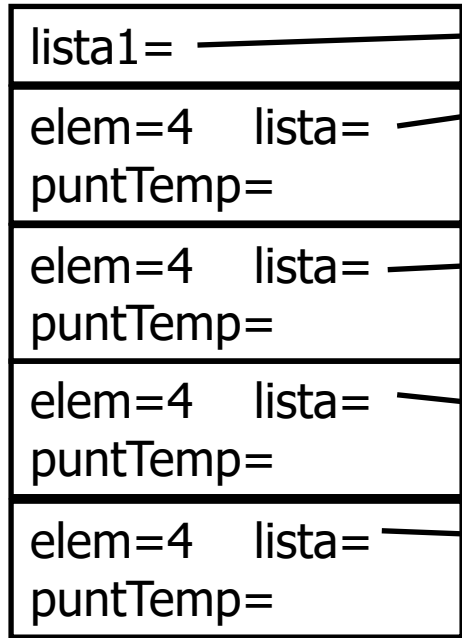 lista1=
elem=4 lista=
puntTemp=
elem=4 lista=
puntTemp=
elem=4 lista=
puntTemp=
elem=4 lista=
puntTemp=